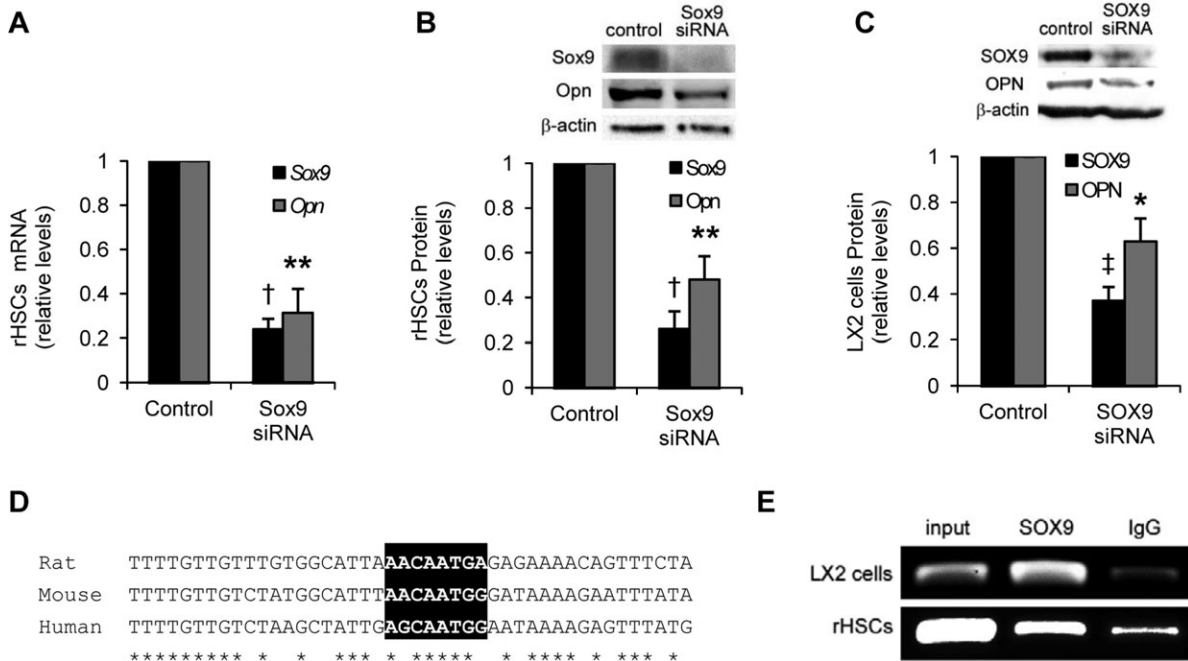 A
rHSCs mRNA
(relative levels)
1
0.8
0.6
0.4
0.2
0
Sox9
Opn
†
**
Control
Sox9
siRNA
B
control
Sox9
siRNA
Sox9
Opn
β-actin
rHSCs Protein
(relative levels)
1
0.8
0.6
0.4
0.2
0
Sox9
Opn
†
**
Control
Sox9
siRNA
C
control
SOX9
siRNA
SOX9
OPN
β-actin
LX2 cells Protein
(relative levels)
1
0.8
0.6
0.4
0.2
0
SOX9
OPN
‡
*
Control
SOX9
siRNA
D
Rat TTTTGTTGTTTGTGGCATTAAACAATGAGAGAAAACAGTTTCTA
Mouse TTTTGTTGTCTATGGCATTTAACAATGGGATAAAAGAATTTATA
Human TTTTGTTGTCTAAGCTATTGAGCAATGGAATAAAAGAGTTTATG
********* * * *** * ***** * **** * *** *
E
input SOX9 IgG
LX2 cells
rHSCs